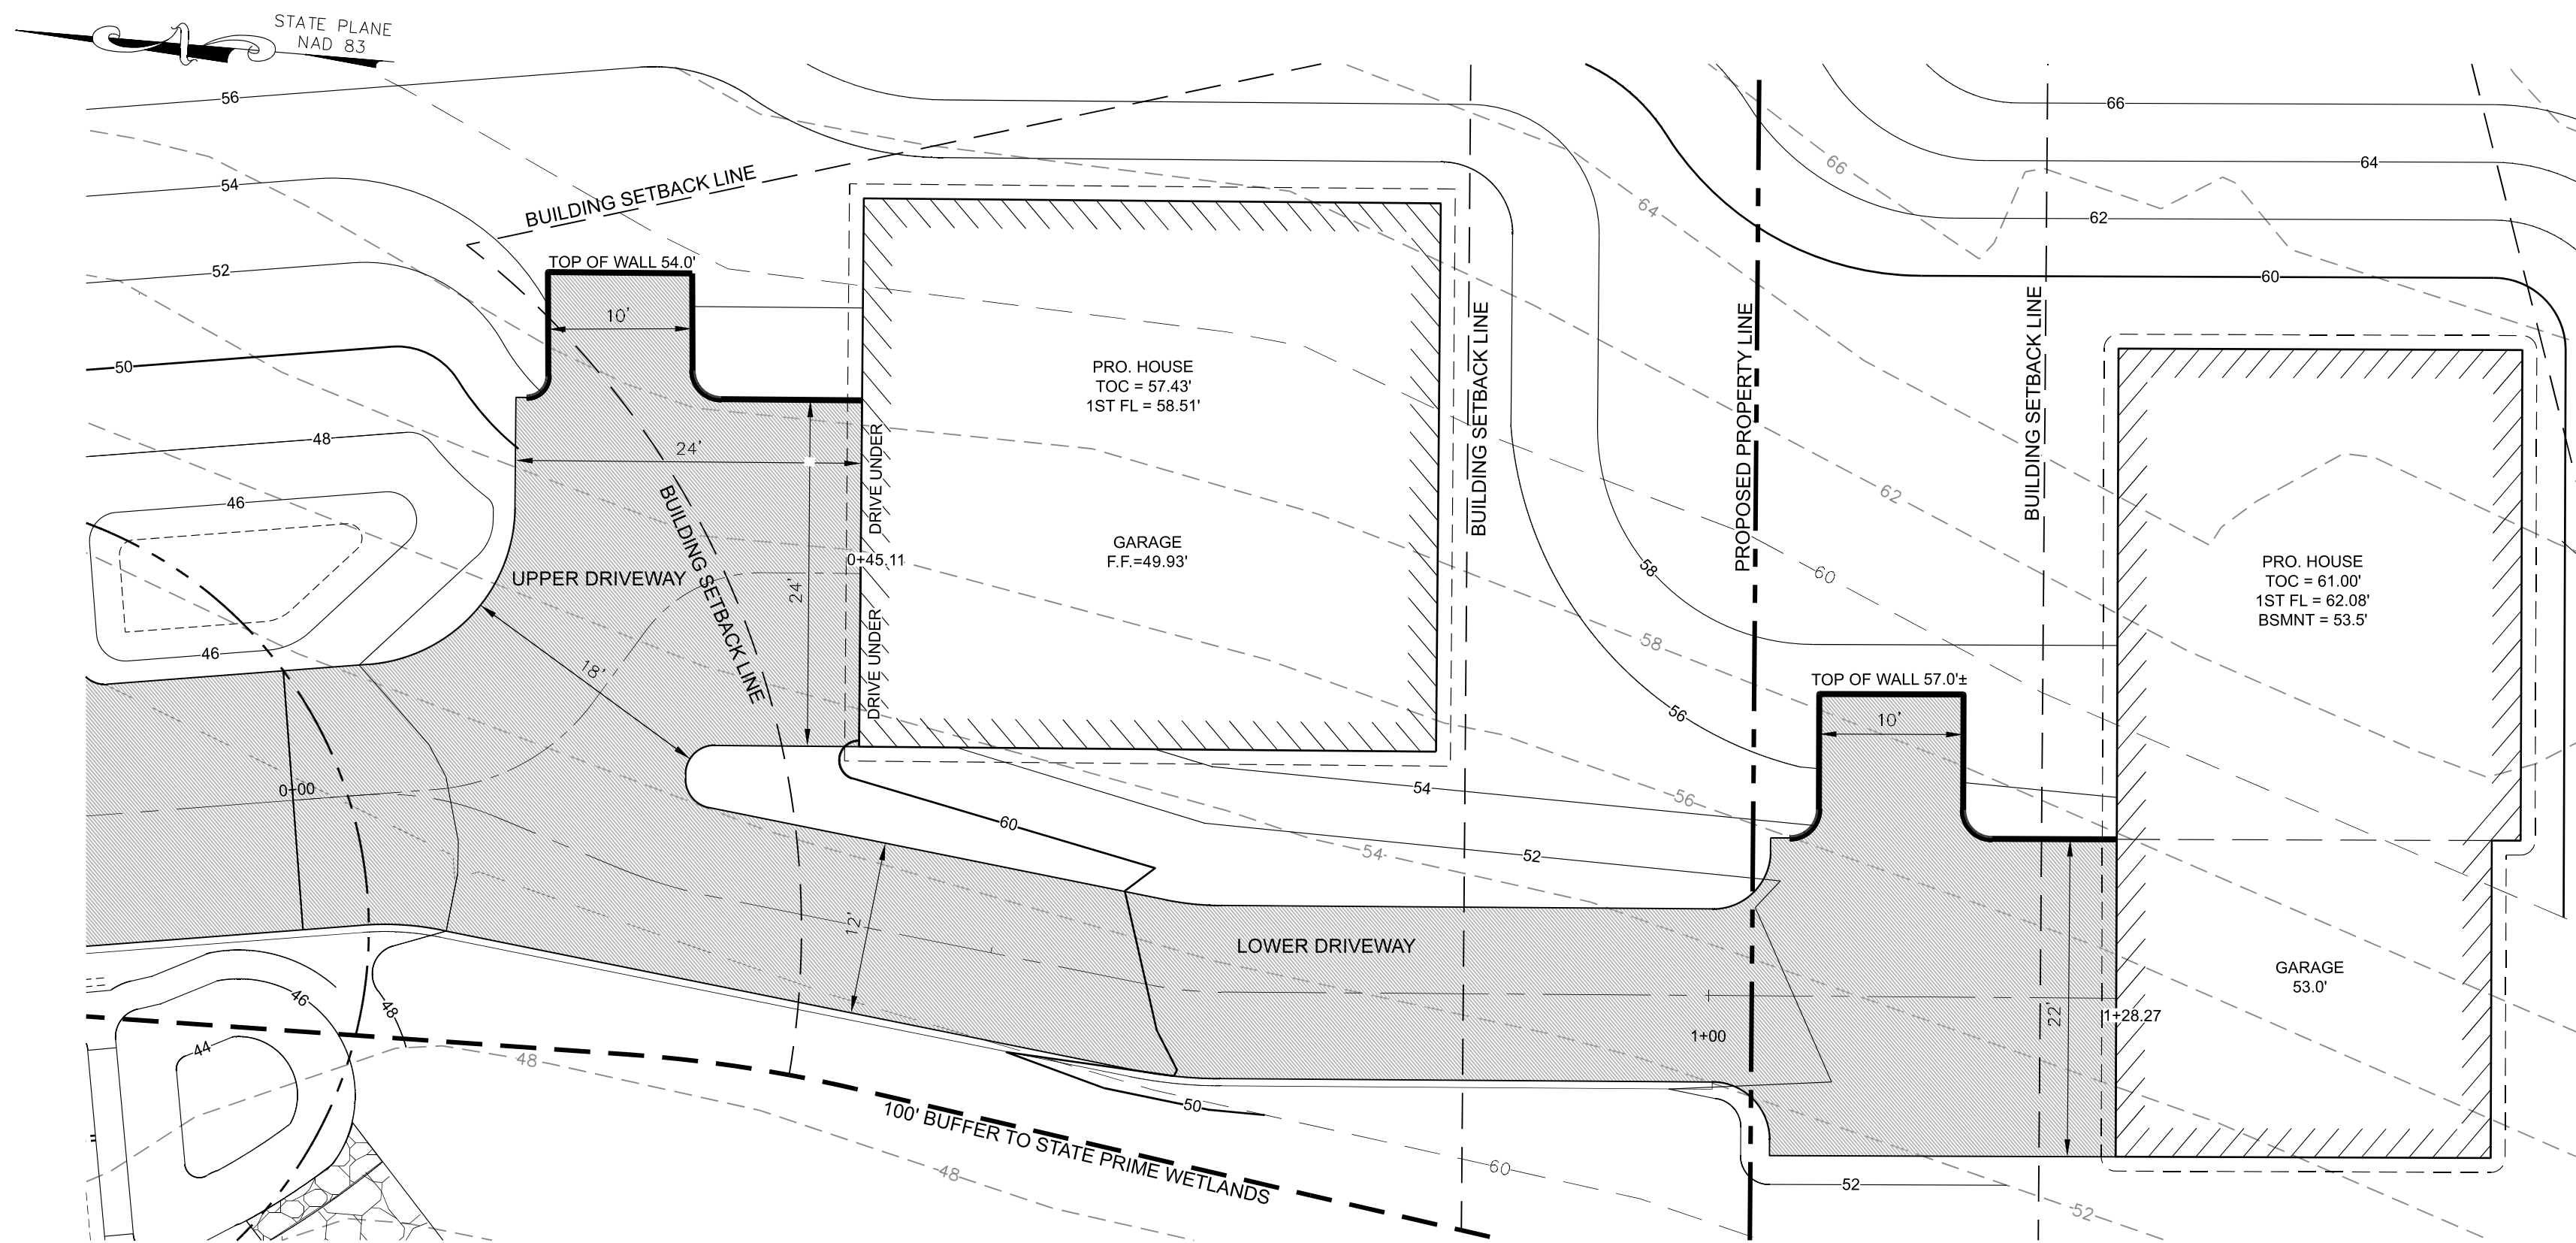 STATE PLANE
NAD 83
56
66
54
BUILDING SETBACK LINE
66
64
64
62
52
TOP OF WALL 54.0'
60
10'
50
PRO. HOUSE
TOC = 57.43'
1ST FL = 58.51'
BUILDING SETBACK LINE
PROPOSED PROPERTY LINE
BUILDING SETBACK LINE
48
24'
DRIVE UNDER
46
62
GARAGE
F.F.=49.93'
0+45.11
UPPER DRIVEWAY
24'
BUILDING SETBACK LINE
58
60
PRO. HOUSE
TOC = 61.00'
1ST FL = 62.08'
BSMNT = 53.5'
46
18'
DRIVE UNDER
58
TOP OF WALL 57.0'±
56
10'
0+00
54
56
60
52
54
12'
LOWER DRIVEWAY
GARAGE
53.0'
46
48
22'
1+28.27
1+00
44
48
50
100' BUFFER TO STATE PRIME WETLANDS
48
60
52
52